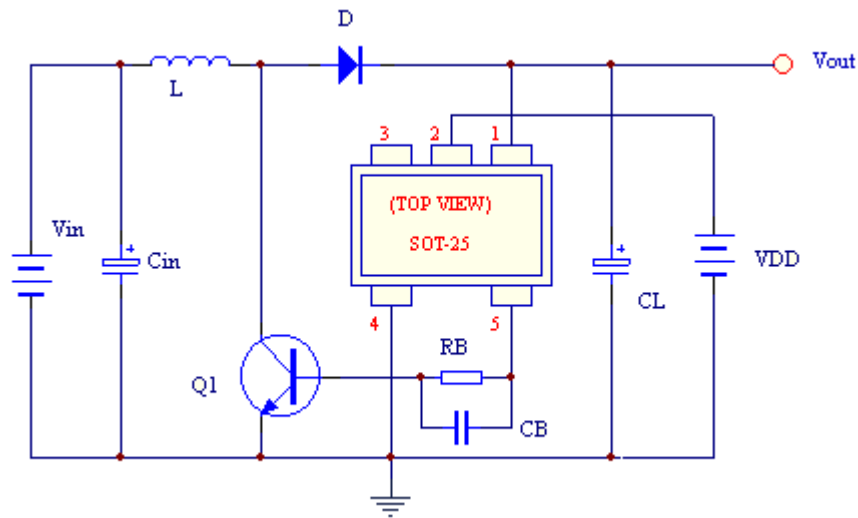 D
Vout
L
3 2 1
(TOP VIEW)
SOT-25
Vin
Cin
VDD
CL
4 5
RB
Q1
CB
+
+